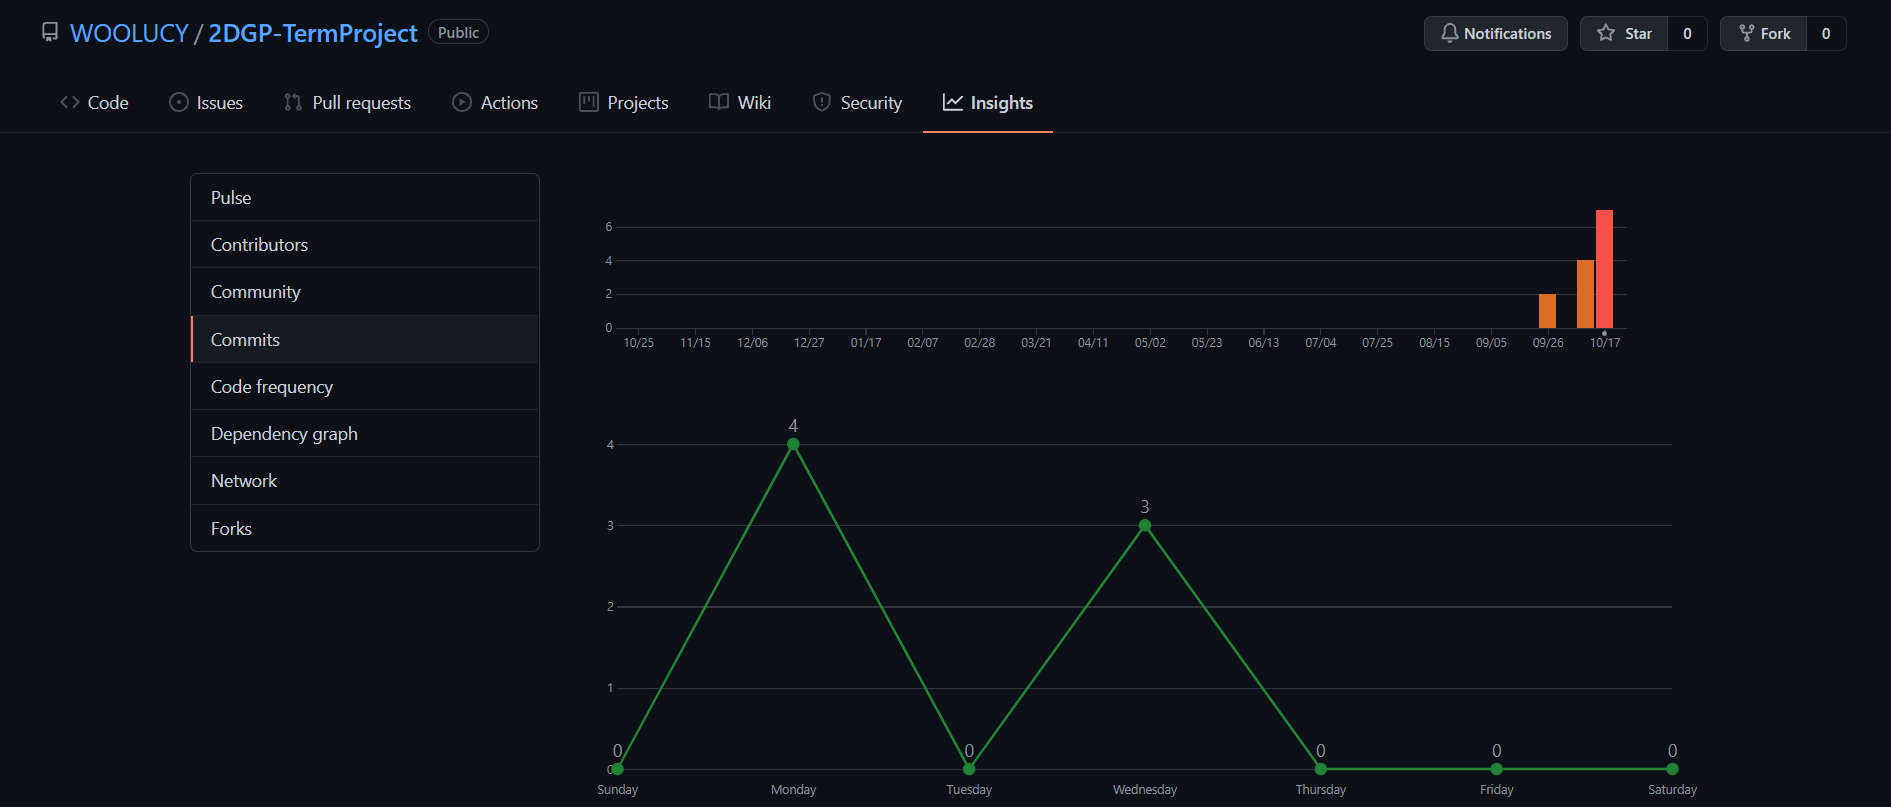 WOOLUCY / 2DGP-TermProject Public Notifications Star 0 Fork 0
Code Issues Pull requests Actions Projects Wiki Security Insights
Pulse
Contributors
Community
Commits
Code frequency
Dependency graph
Network
Forks
6
4
2
0
10/25 11/15 12/06 12/27 01/17 02/07 02/28 03/21 04/11 05/02 05/23 06/13 07/04 07/25 08/15 09/05 09/26 10/17
4
4
3
3
2
1
0 0 0 0 0
0
Sunday Monday Tuesday Wednesday Thursday Friday Saturday